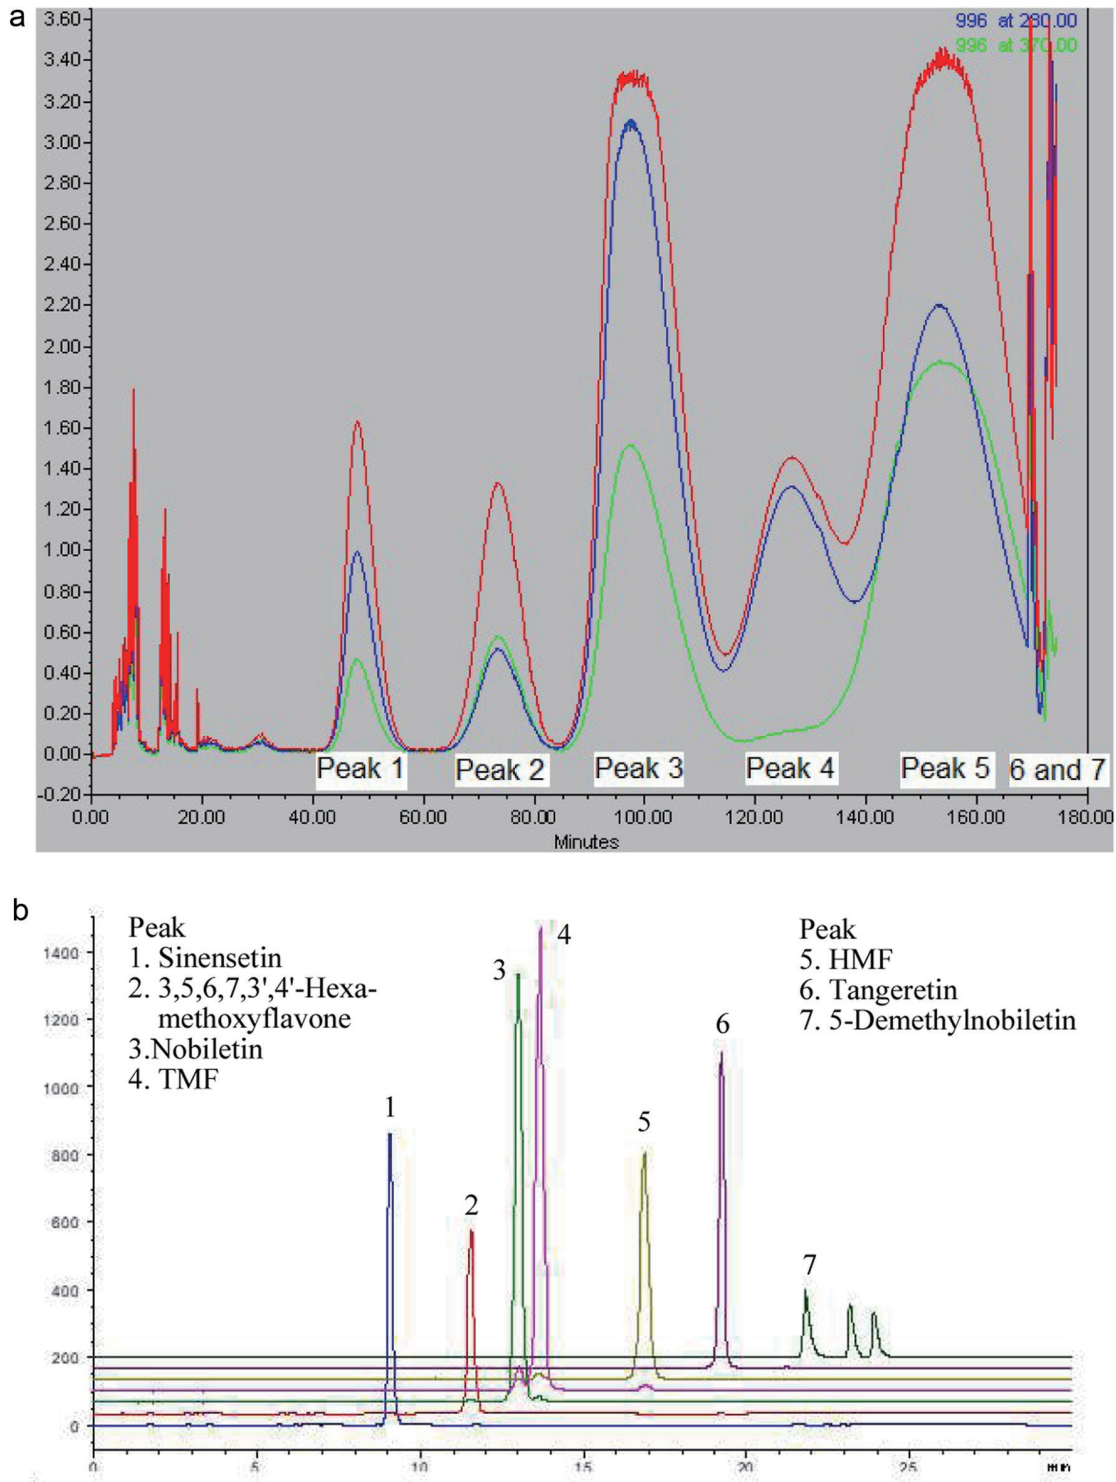 a
996 at 280.00
996 at 370.00
3.60
3.40
3.20
3.00
2.80
2.60
2.40
2.20
2.00
1.80
1.60
1.40
1.20
1.00
0.80
0.60
0.40
0.20
0.00
-0.20
Peak 1
Peak 2
Peak 3
Peak 4
Peak 5
6 and 7
0.00 20.00 40.00 60.00 80.00 100.00 120.00 140.00 160.00 180.00
Minutes
b
Peak
1. Sinensetin
2. 3,5,6,7,3',4'-Hexa-
methoxyflavone
3.Nobiletin
4. TMF
Peak
5. HMF
6. Tangeretin
7. 5-Demethylnobiletin
1
2
3
4
5
6
7
1400
1200
1000
800
600
400
200
0
0 5 10 15 20 25 min